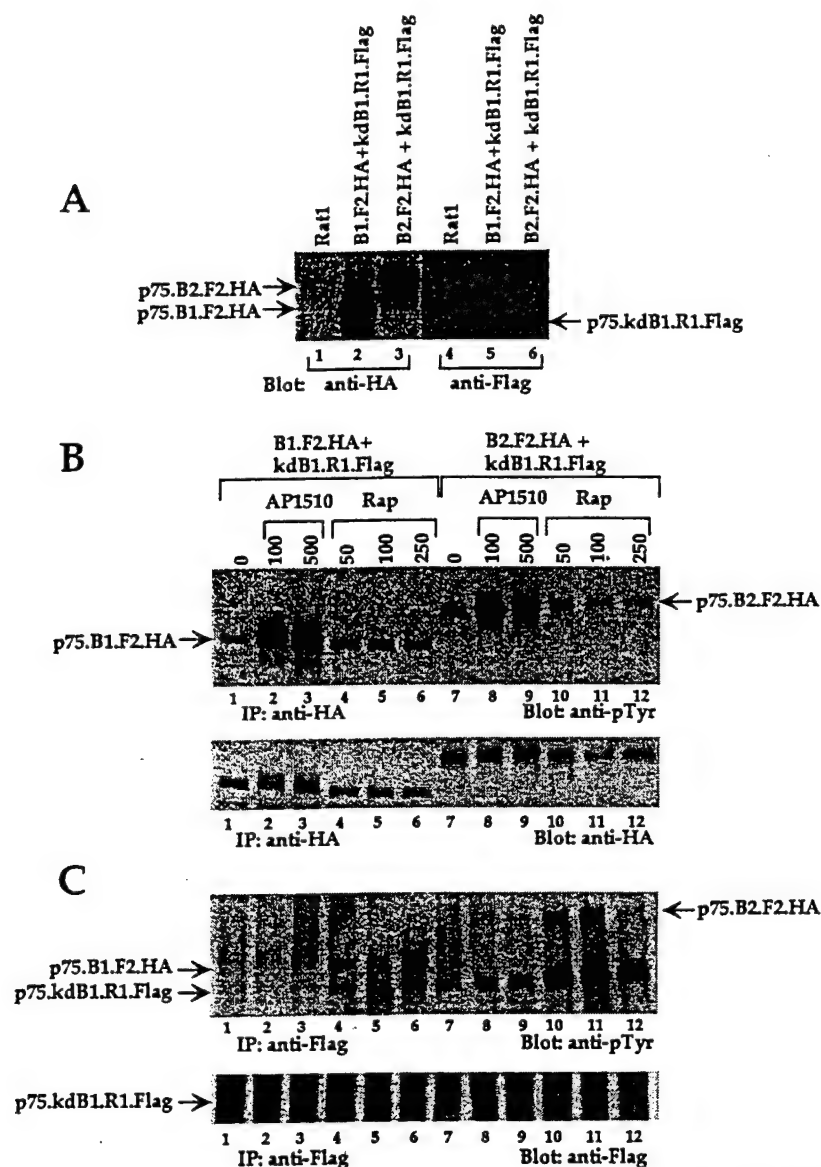 A
Rat1
B1.F2.HA+kdB1.R1.Flag
B2.F2.HA + kdB1.R1.Flag
Rat1
B1.F2.HA+kdB1.R1.Flag
B2.F2.HA + kdB1.R1.Flag
p75.B2.F2.HA
p75.B1.F2.HA
p75.kdB1.R1.Flag
1 2 3 4 5 6
Blot: anti-HA anti-Flag
B
B1.F2.HA+ B2.F2.HA +
kdB1.R1.Flag kdB1.R1.Flag
AP1510 Rap AP1510 Rap
0 100 500 50 100 250 0 100 500 50 100 250
p75.B2.F2.HA
p75.B1.F2.HA
1 2 3 4 5 6 7 8 9 10 11 12
IP: anti-HA Blot: anti-pTyr
1 2 3 4 5 6 7 8 9 10 11 12
IP: anti-HA Blot: anti-HA
C
p75.B2.F2.HA
p75.B1.F2.HA
p75.kdB1.R1.Flag
1 2 3 4 5 6 7 8 9 10 11 12
IP: anti-Flag Blot: anti-pTyr
p75.kdB1.R1.Flag
1 2 3 4 5 6 7 8 9 10 11 12
IP: anti-Flag Blot: anti-Flag